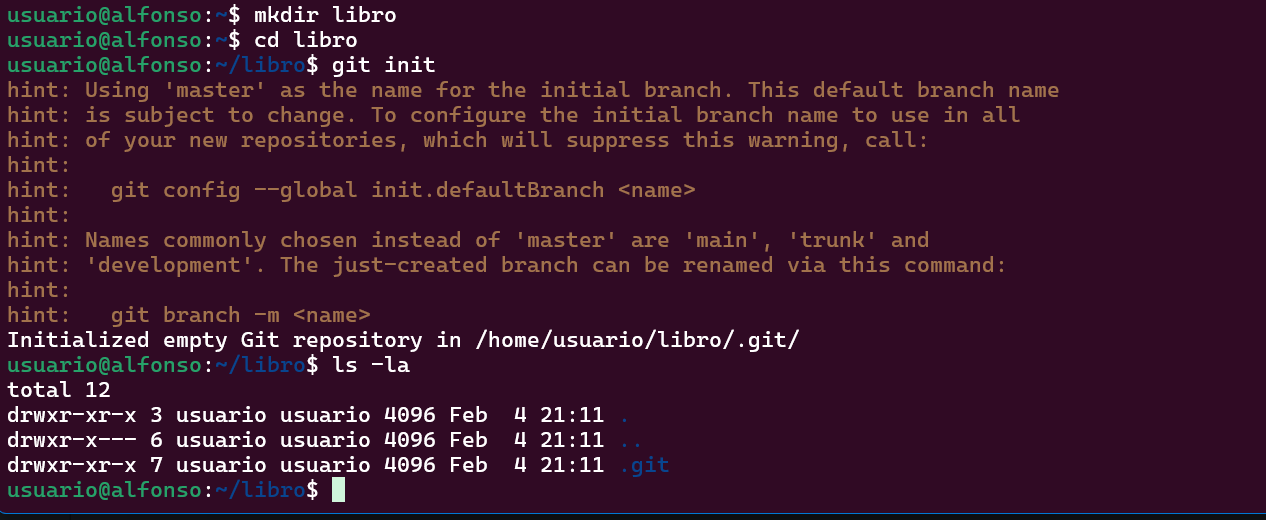 usuario@alfonso:~$ mkdir libro
usuario@alfonso:~$ cd libro
usuario@alfonso:~/libro$ git init
hint: Using 'master' as the name for the initial branch. This default branch name
hint: is subject to change. To configure the initial branch name to use in all
hint: of your new repositories, which will suppress this warning, call:
hint:
hint:   git config --global init.defaultBranch <name>
hint:
hint: Names commonly chosen instead of 'master' are 'main', 'trunk' and
hint: 'development'. The just-created branch can be renamed via this command:
hint:
hint:   git branch -m <name>
Initialized empty Git repository in /home/usuario/libro/.git/
usuario@alfonso:~/libro$ ls -la
total 12
drwxr-xr-x 3 usuario usuario 4096 Feb  4 21:11 .
drwxr-x--- 6 usuario usuario 4096 Feb  4 21:11 ..
drwxr-xr-x 7 usuario usuario 4096 Feb  4 21:11 .git
usuario@alfonso:~/libro$